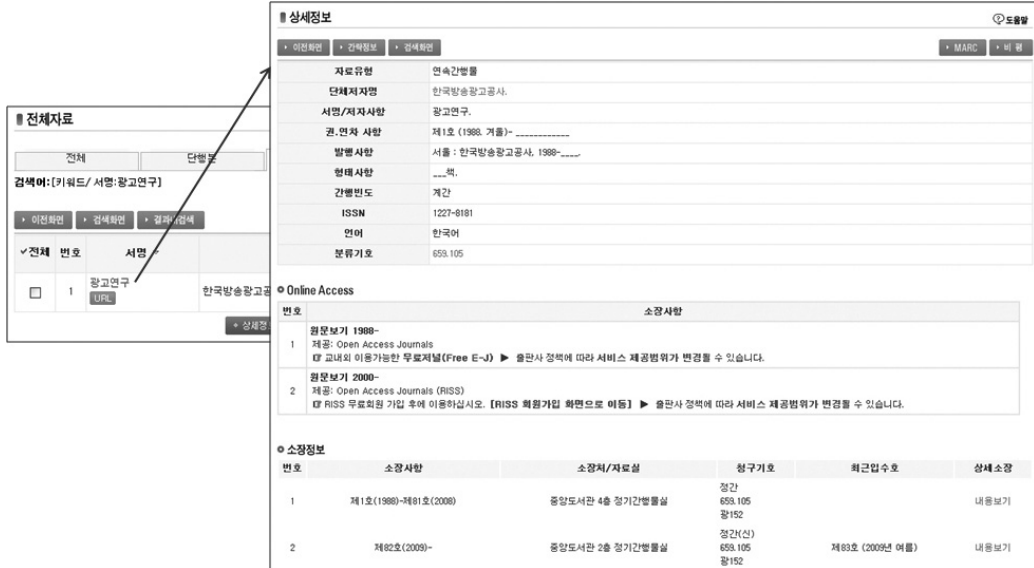 전체자료
전체
단행본
검색어:[키워드/ 서명:광고연구]
이전화면
검색화면
결과내검색
전체 번호 서명
1 광고연구
URL
한국방송광고공
상세정
상세정보
도움말
이전화면
간략정보
검색화면
MARC
비 평
자료유형 연속간행물
단체저자명 한국방송광고공사.
서명/저자사항 광고연구.
권.연차 사항 제1호 (1988. 겨울)- ____________
발행사항 서울 : 한국방송광고공사, 1988-____.
형태사항 ___책.
간행빈도 계간
ISSN 1227-8181
언어 한국어
분류기호 659.105
Online Access
번호 소장사항
원문보기 1988-
1 제공: Open Access Journals
교내외 이용가능한 무료저널(Free E-J) ▶ 출판사 정책에 따라 서비스 제공범위가 변경될 수 있습니다.
원문보기 2000-
2 제공: Open Access Journals (RISS)
RISS 무료회원 가입 후에 이용하십시오. [RISS 회원가입 화면으로 이동] ▶ 출판사 정책에 따라 서비스 제공범위가 변경될 수 있습니다.
소장정보
번호 소장사항 소장처/자료실 청구기호 최근입수호 상세소장
정간
1 제1호(1988)-제81호(2008) 중앙도서관 4층 정기간행물실 659.105 내용보기
광152
정간(신)
2 제82호(2009)- 중앙도서관 2층 정기간행물실 659.105 제83호 (2009년 여름) 내용보기
광152